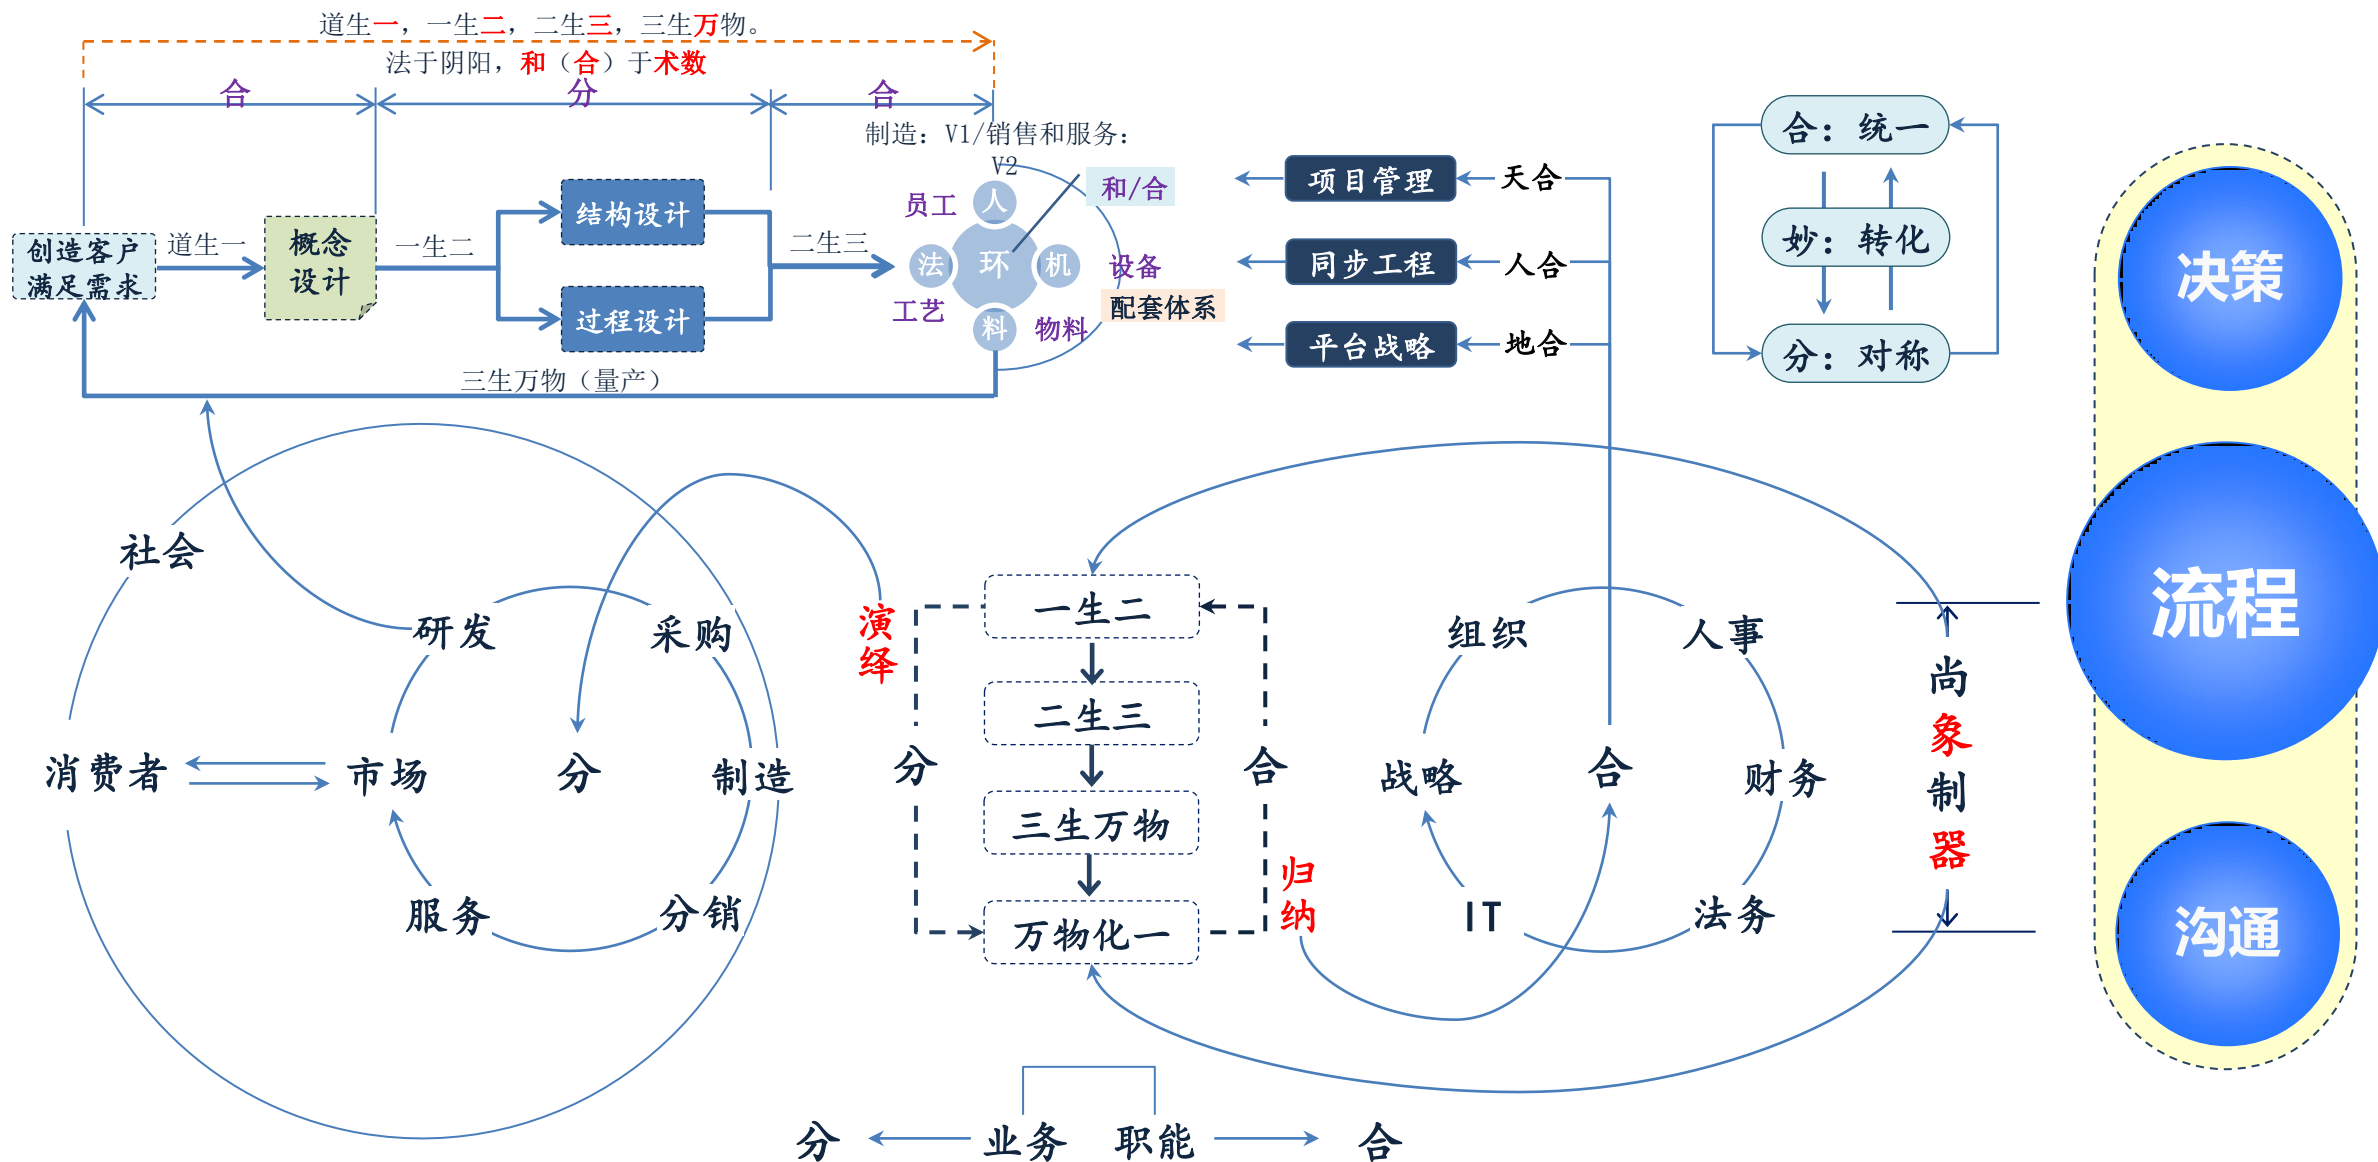 道生一，一生二，二生三，三生万物。
法于阴阳，和（合）于术数
合
分
合
制造：V1/销售和服务：
V2
创造客户
满足需求
道生一
概念
设计
一生二
结构设计
过程设计
二生三
员工
人
和/合
法
环
机
设备
工艺
料
物料
配套体系
三生万物（量产）
项目管理
天合
同步工程
人合
平台战略
地合
合：统一
妙：转化
分：对称
决策
流程
沟通
社会
研发
采购
消费者
市场
分
制造
服务
分销
演
绎
一生二
二生三
三生万物
万物化一
分
合
归
纳
组织
人事
战略
合
财务
IT
法务
尚
象
制
器
分
业务
职能
合